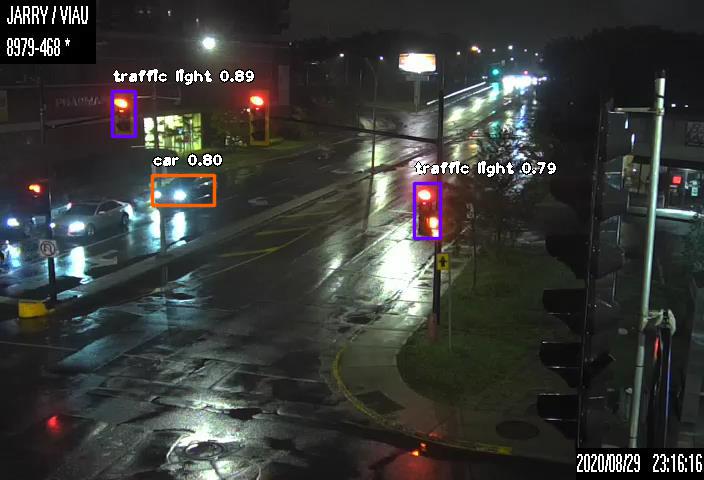 JARRY / VIAU
8979-468 *
traffic light 0.89
PHARMA
car 0.80
traffic light 0.79
2020/08/29 23:16:16